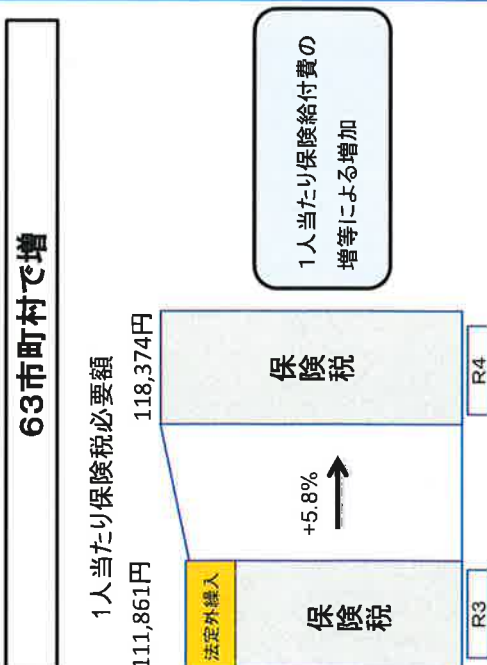 63市町村で増
1人当たり保険税必要額
111,861円
118,374円
法定外繰入
保険税
+5.8%
保険税
R3
R4
1人当たり保険給付費の
増等による増加